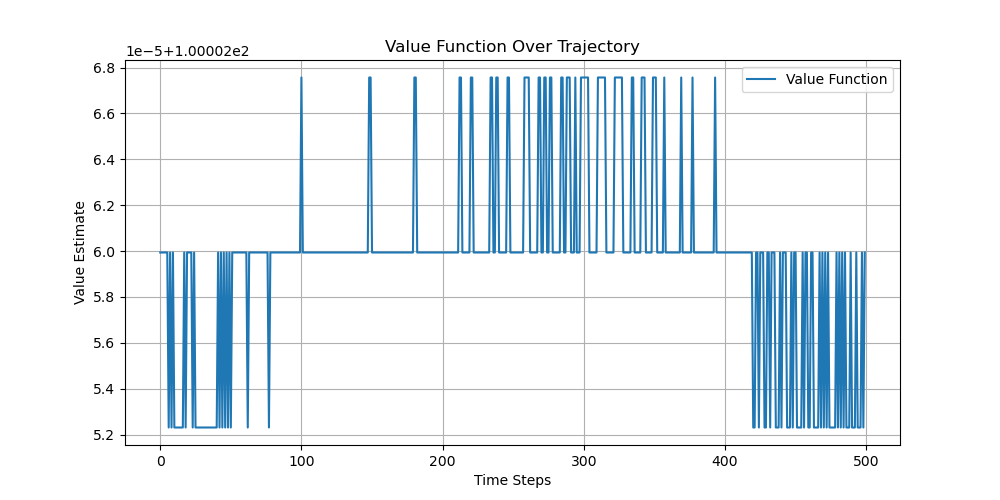 Value Function Over Trajectory
1e−5+1.00002e2
Value Function
6.8
6.6
6.4
6.2
6.0
5.8
5.6
5.4
5.2
Value Estimate
0 100 200 300 400 500
Time Steps